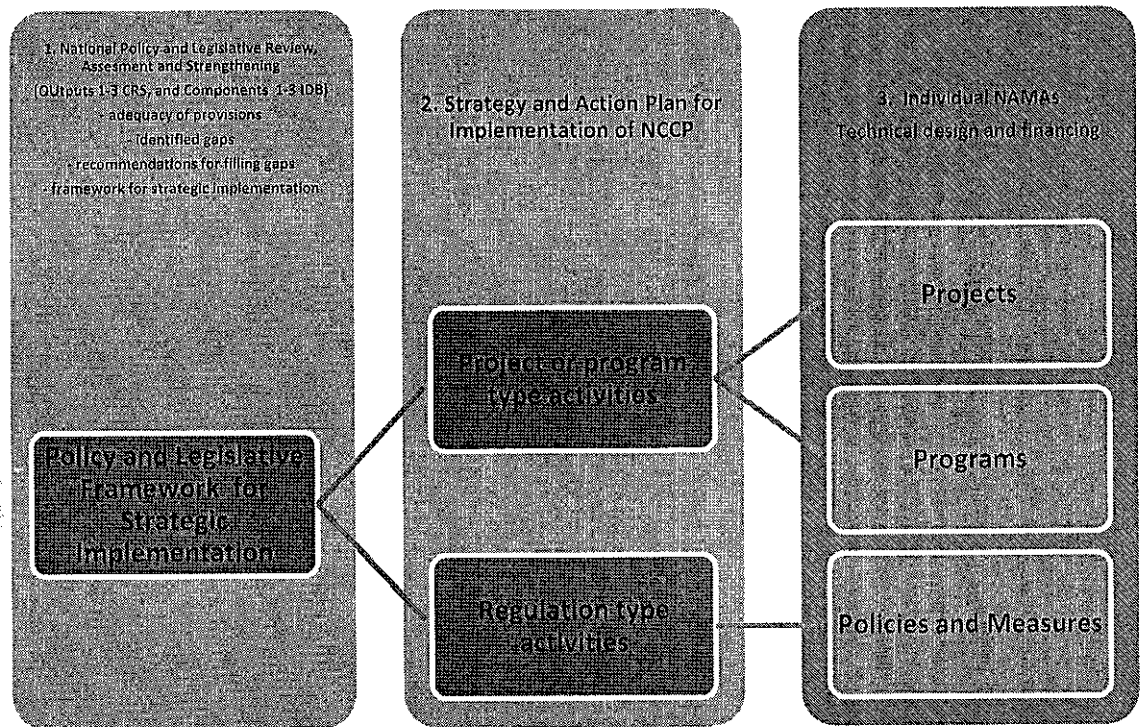 1. National Policy and Legislative Review,
Assesment and Strengthening
(OUtputs 1-3 CRS, and Components 1-3 IDB)
- adequacy of provisions
- identified gaps
- recommendations for filling gaps
- framework for strategic implementation
Policy and Legislative
Framework for
Strategic
Implementation
2. Strategy and Action Plan for
Implementation of NCCP
Project or program
type activities
Regulation type
activities
3. Individual NAMAs
Technical design and financing
Projects
Programs
Policies and Measures